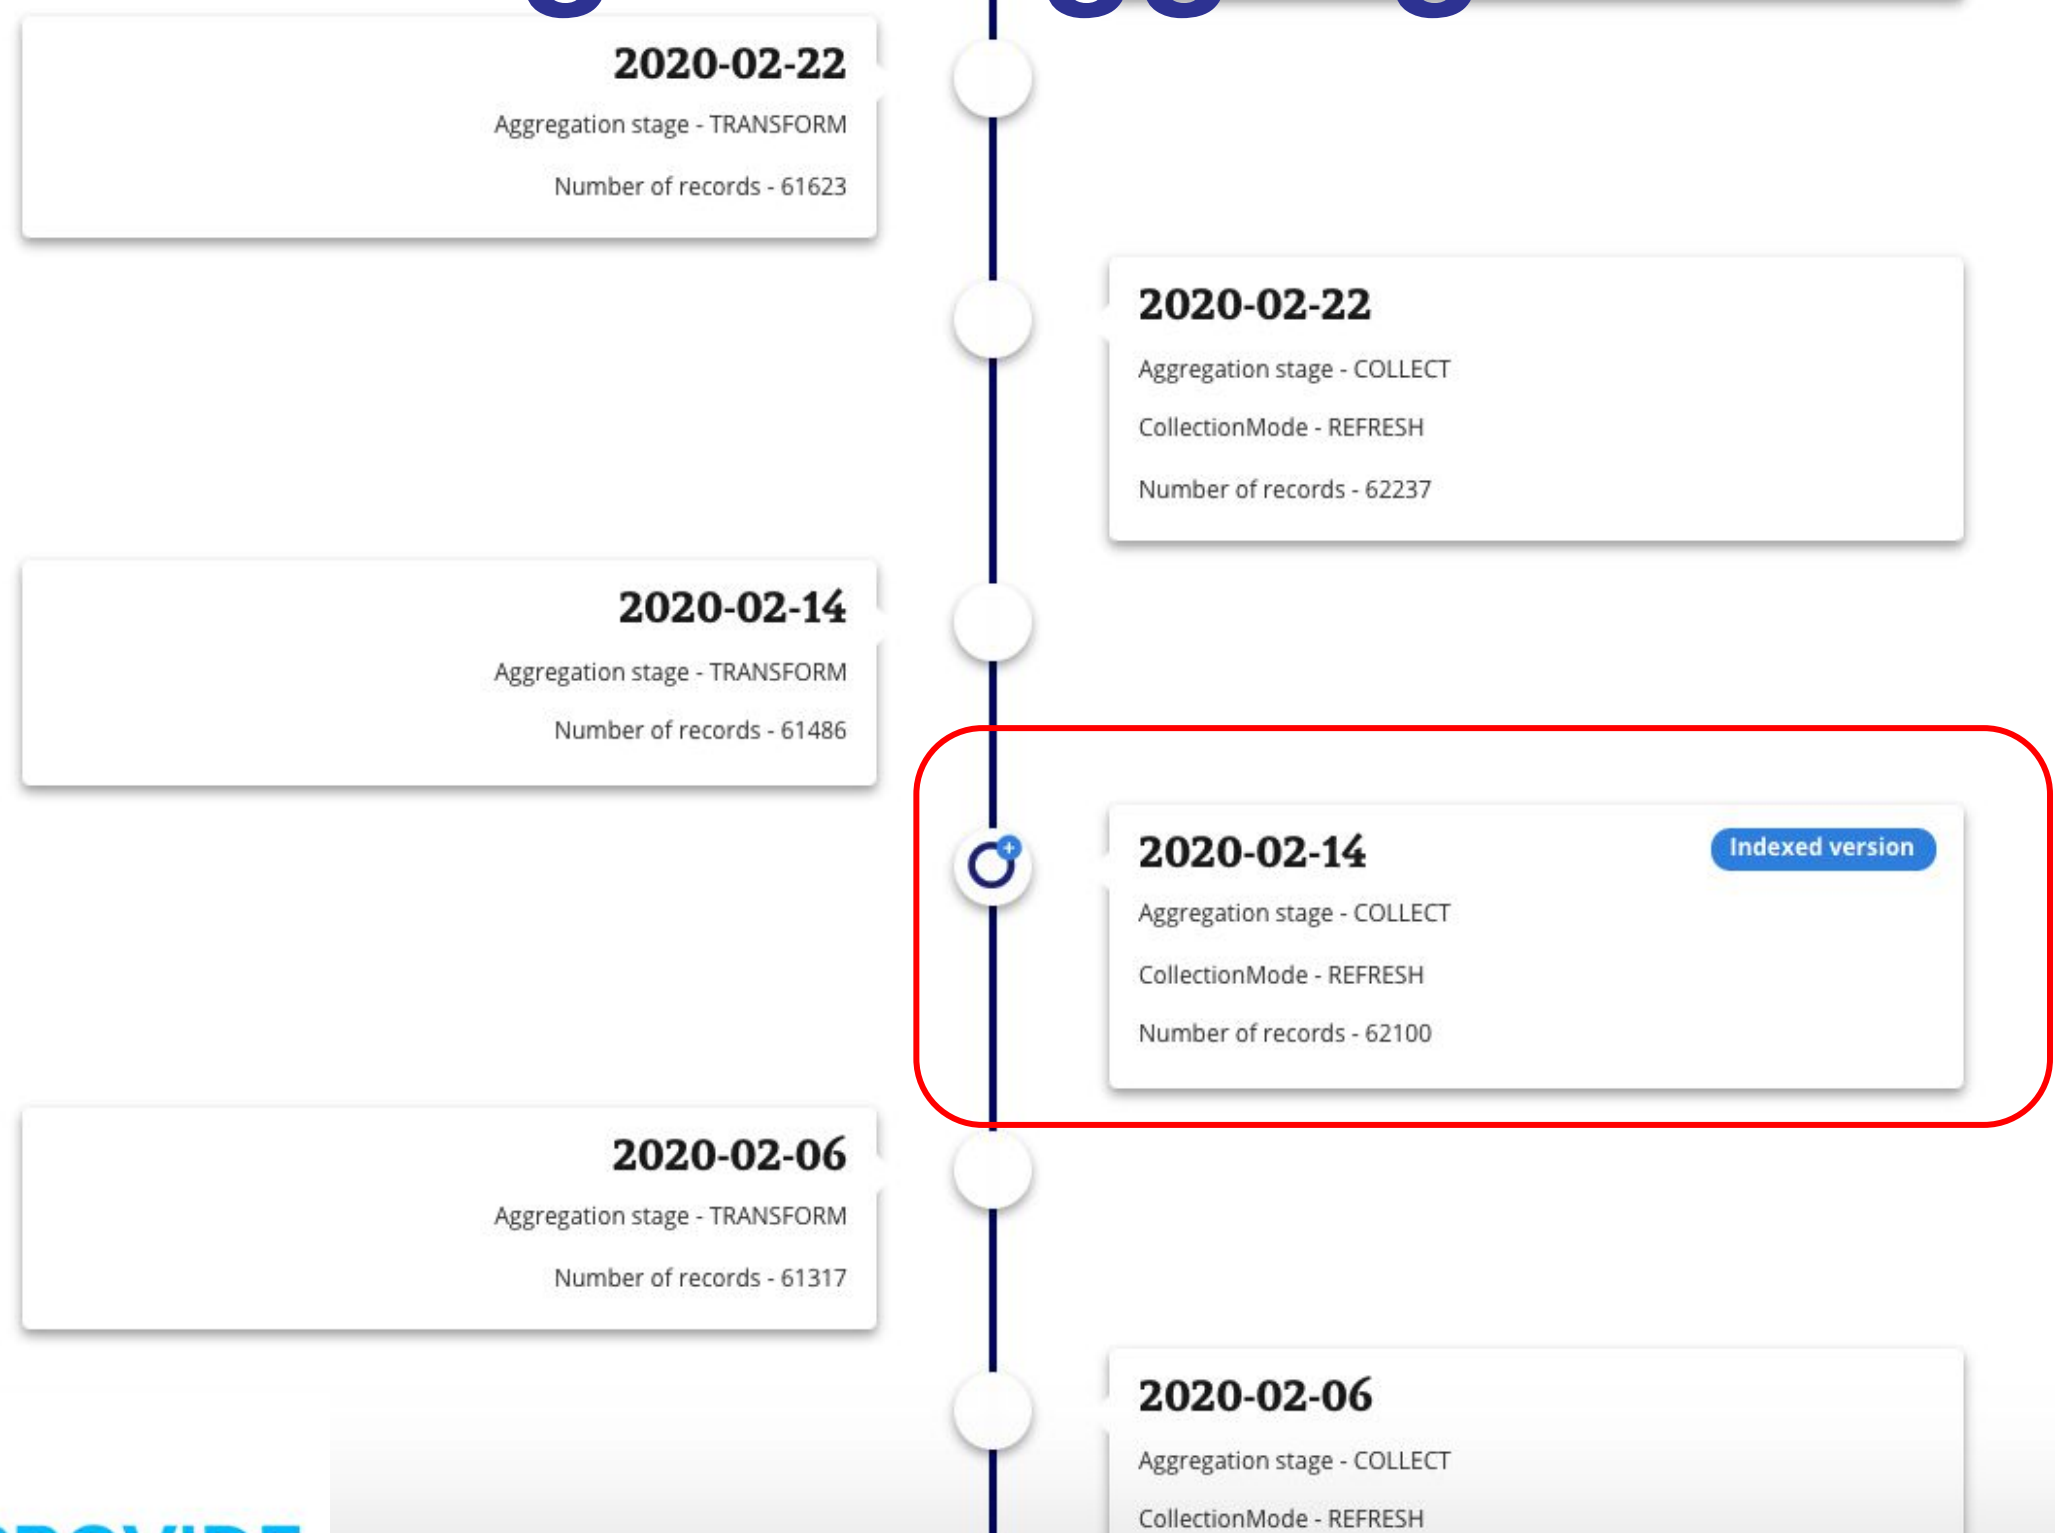 2020-02-22
Aggregation stage - TRANSFORM
Number of records - 61623
2020-02-22
Aggregation stage - COLLECT
CollectionMode - REFRESH
Number of records - 62237
2020-02-14
Aggregation stage - TRANSFORM
Number of records - 61486
2020-02-14
Indexed version
Aggregation stage - COLLECT
CollectionMode - REFRESH
Number of records - 62100
2020-02-06
Aggregation stage - TRANSFORM
Number of records - 61317
2020-02-06
Aggregation stage - COLLECT
CollectionMode - REFRESH